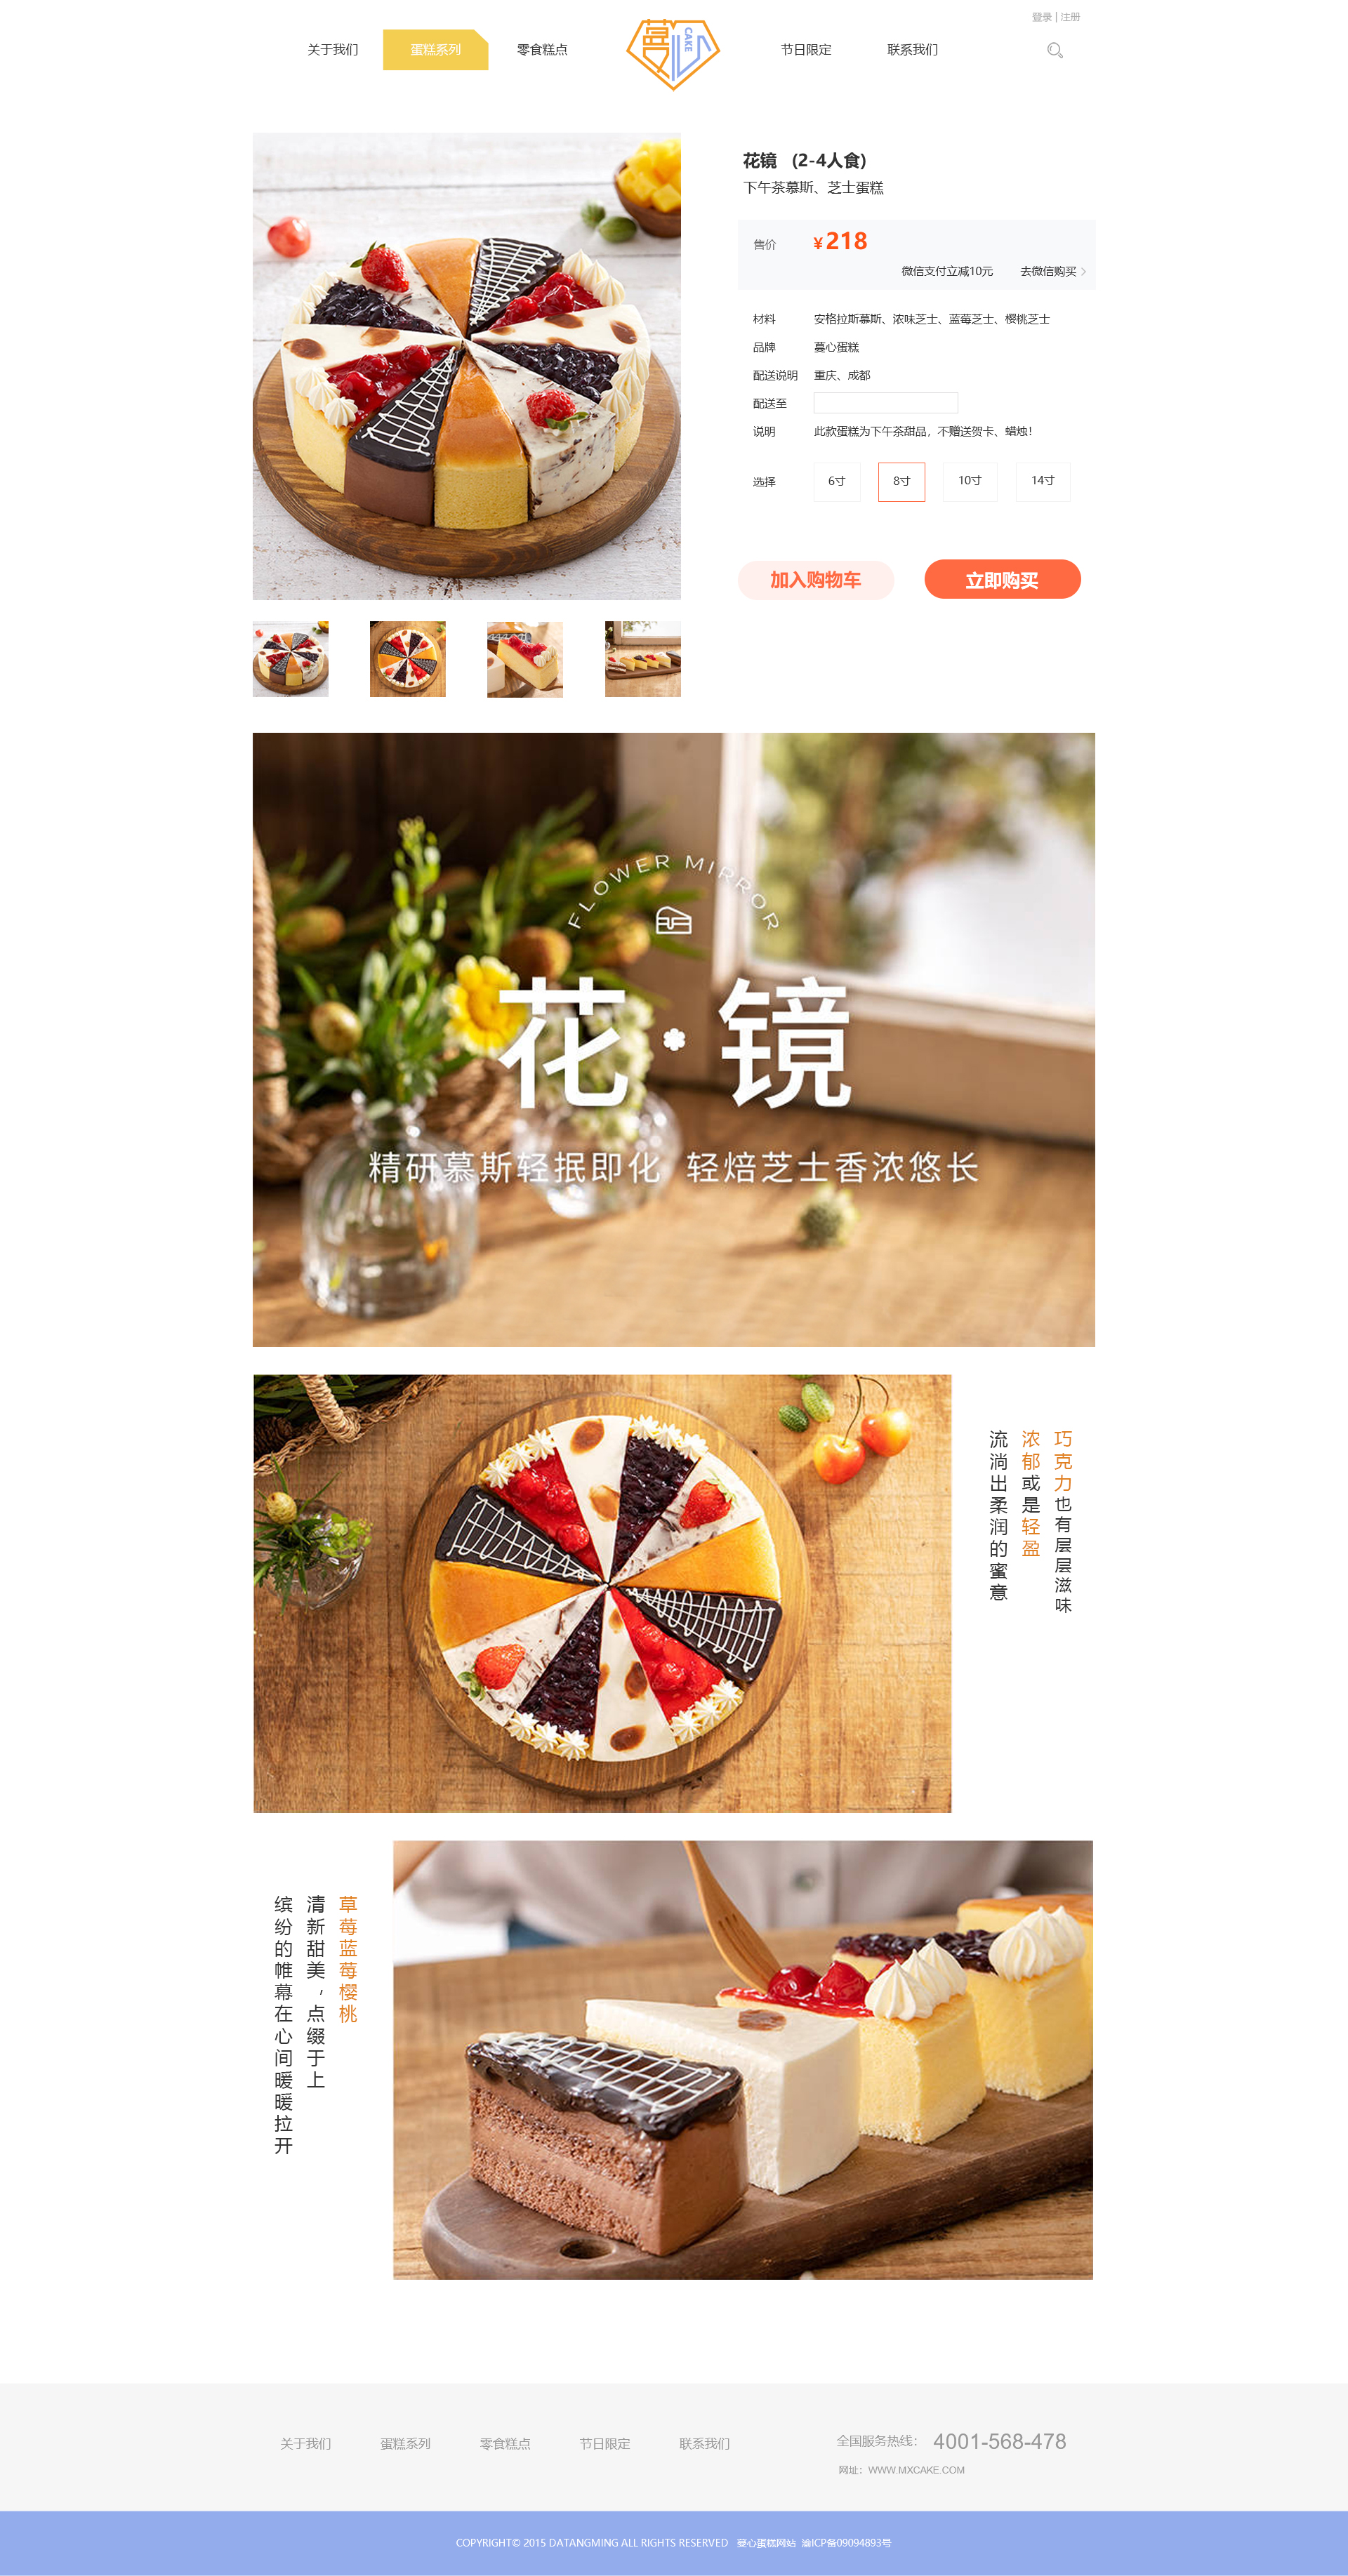 登录 | 注册
关于我们 蛋糕系列 零食糕点 CAKE 节日限定 联系我们
花镜 (2-4人食)
下午茶慕斯、芝士蛋糕
售价 ¥218
微信支付立减10元 去微信购买
材料 安格拉斯慕斯、浓味芝士、蓝莓芝士、樱桃芝士
品牌 蔓心蛋糕
配送说明 重庆、成都
配送至
说明 此款蛋糕为下午茶甜品，不赠送贺卡、蜡烛！
选择 6寸 8寸 10寸 14寸
加入购物车 立即购买
FLOWER MIRROR
花·镜
精研慕斯轻抿即化 轻焙芝士香浓悠长
巧克力也有层层滋味
浓郁或是轻盈
流淌出柔润的蜜意
草莓蓝莓樱桃
清新甜美，点缀于上
缤纷的帷幕在心间暖暖拉开
关于我们 蛋糕系列 零食糕点 节日限定 联系我们
全国服务热线： 4001-568-478
网址：WWW.MXCAKE.COM
COPYRIGHT© 2015 DATANGMING ALL RIGHTS RESERVED 蔓心蛋糕网站 渝ICP备09094893号